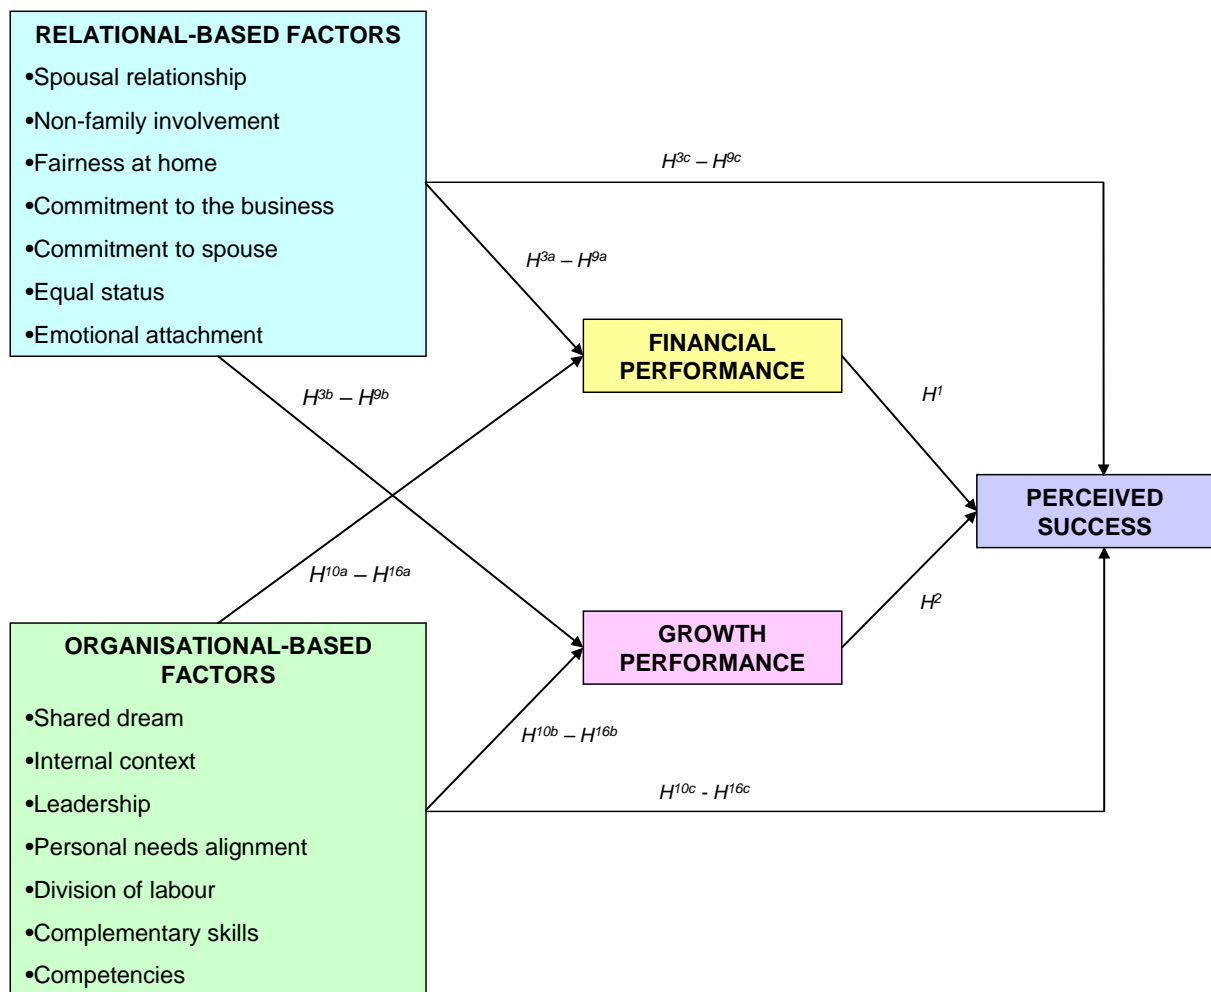 RELATIONAL-BASED FACTORS
•Spousal relationship
•Non-family involvement
•Fairness at home
•Commitment to the business
•Commitment to spouse
•Equal status
•Emotional attachment
H3c – H9c
H3a – H9a
FINANCIAL
PERFORMANCE
H3b – H9b
H1
PERCEIVED
SUCCESS
H10a – H16a
H2
GROWTH
PERFORMANCE
ORGANISATIONAL-BASED
FACTORS
•Shared dream
•Internal context
•Leadership
•Personal needs alignment
•Division of labour
•Complementary skills
•Competencies
H10b – H16b
H10c - H16c